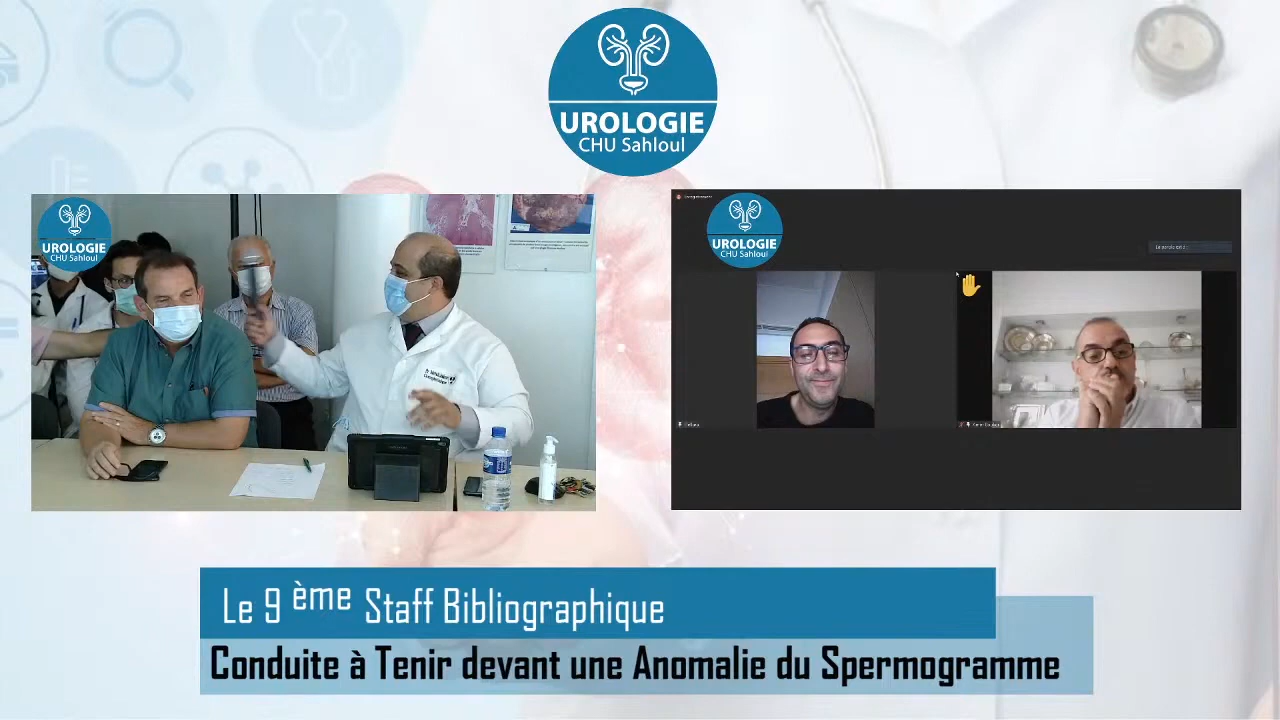 UROLOGIE
CHU Sahloul
UROLOGIE
CHU Sahloul
UROLOGIE
CHU Sahloul
Le 9 ème Staff Bibliographique
Conduite à Tenir devant une Anomalie du Spermogramme